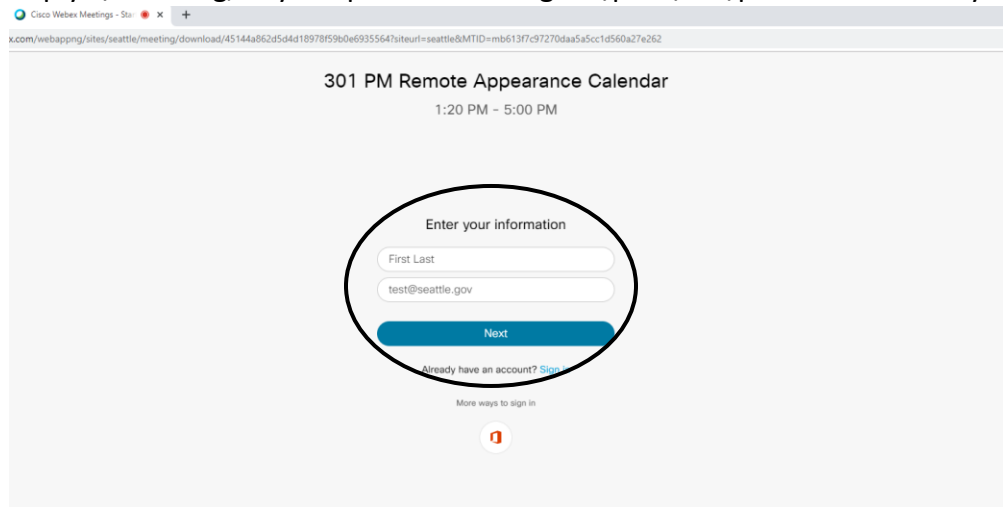 Cisco Webex Meetings - Sta
x.com/webappng/sites/seattle/meeting/download/45144a862d5d4d18978f59b0e6935564?siteurl=seattle&MTID=mb613f7c97270daa5a5cc1d560a27e262
301 PM Remote Appearance Calendar
1:20 PM - 5:00 PM
Enter your information
First Last
test@seattle.gov
Next
Already have an account? Sign in
More ways to sign in